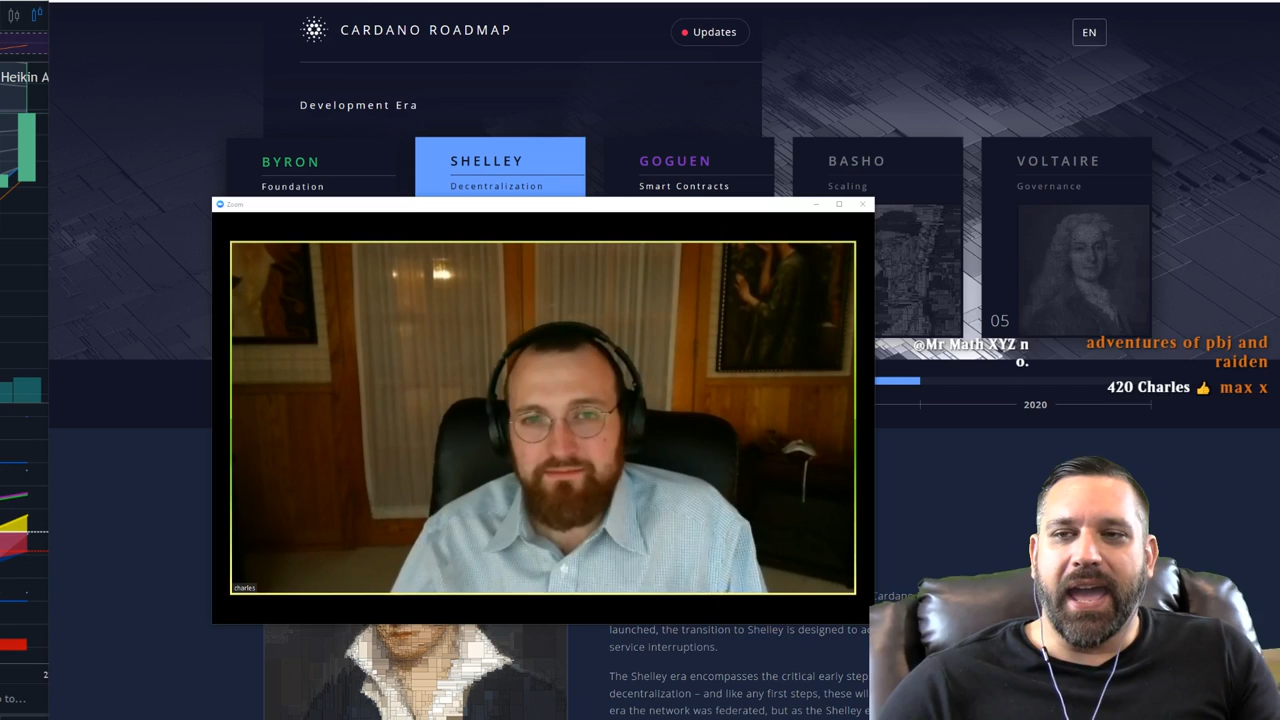 CARDANO ROADMAP
Updates
EN
Heikin A
Development Era
BYRON
Foundation
SHELLEY
Decentralization
GOGUEN
Smart Contracts
BASHO
Scaling
VOLTAIRE
Governance
Zoom
05
@Mr Math XYZ n
o.
adventures of pbj and
raiden
420 Charles 👍 max x
2020
charles
Cardano
launched, the transition to Shelley is designed to
service interruptions.
The Shelley era encompasses the critical early step
decentralization – and like any first steps, these wil
era the network was federated, but as the Shelley e
2
o to...